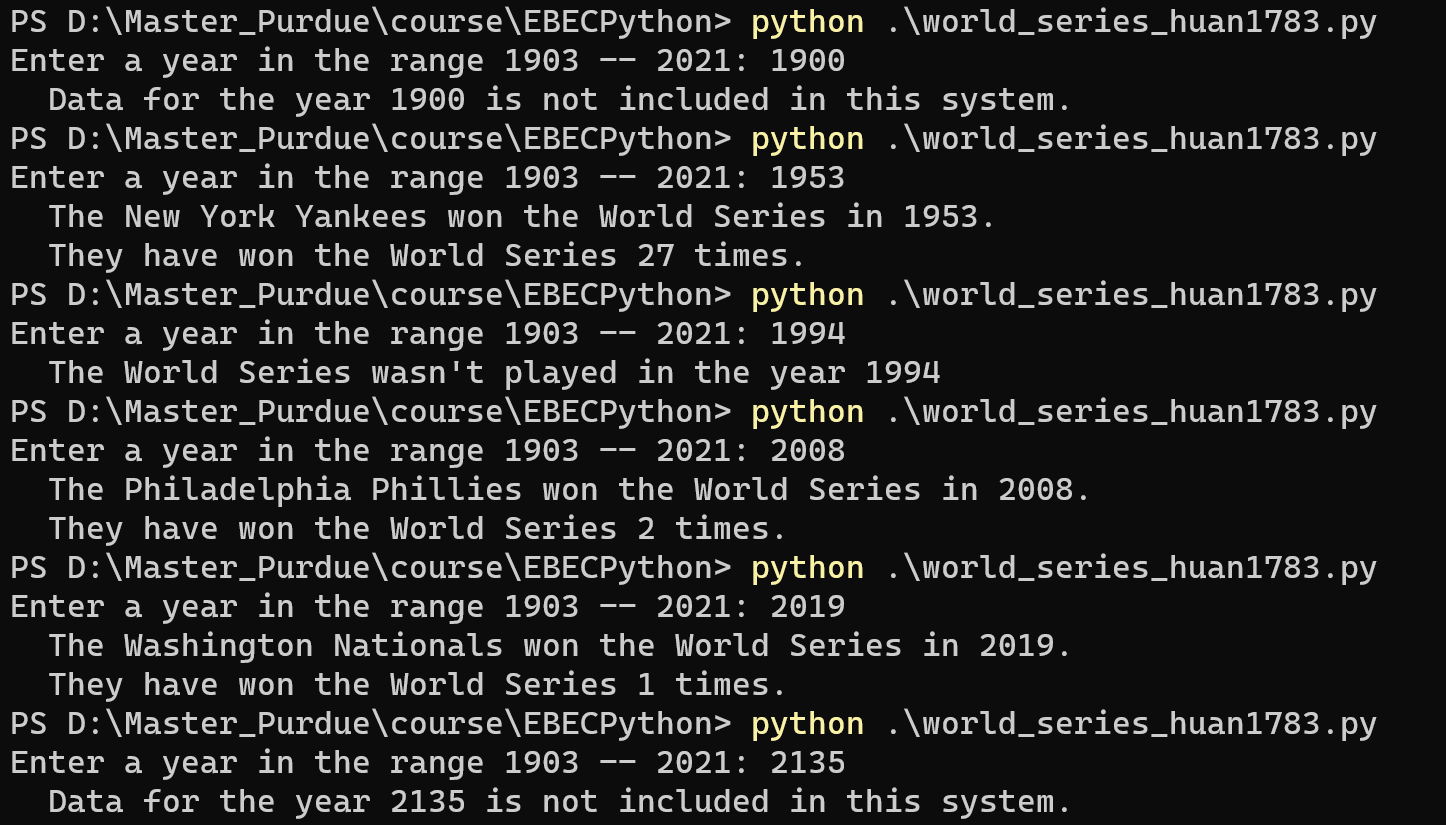 PS D:\Master_Purdue\course\EBECPython> python .\world_series_huan1783.py
Enter a year in the range 1903 -- 2021: 1900
  Data for the year 1900 is not included in this system.
PS D:\Master_Purdue\course\EBECPython> python .\world_series_huan1783.py
Enter a year in the range 1903 -- 2021: 1953
  The New York Yankees won the World Series in 1953.
  They have won the World Series 27 times.
PS D:\Master_Purdue\course\EBECPython> python .\world_series_huan1783.py
Enter a year in the range 1903 -- 2021: 1994
  The World Series wasn't played in the year 1994
PS D:\Master_Purdue\course\EBECPython> python .\world_series_huan1783.py
Enter a year in the range 1903 -- 2021: 2008
  The Philadelphia Phillies won the World Series in 2008.
  They have won the World Series 2 times.
PS D:\Master_Purdue\course\EBECPython> python .\world_series_huan1783.py
Enter a year in the range 1903 -- 2021: 2019
  The Washington Nationals won the World Series in 2019.
  They have won the World Series 1 times.
PS D:\Master_Purdue\course\EBECPython> python .\world_series_huan1783.py
Enter a year in the range 1903 -- 2021: 2135
  Data for the year 2135 is not included in this system.